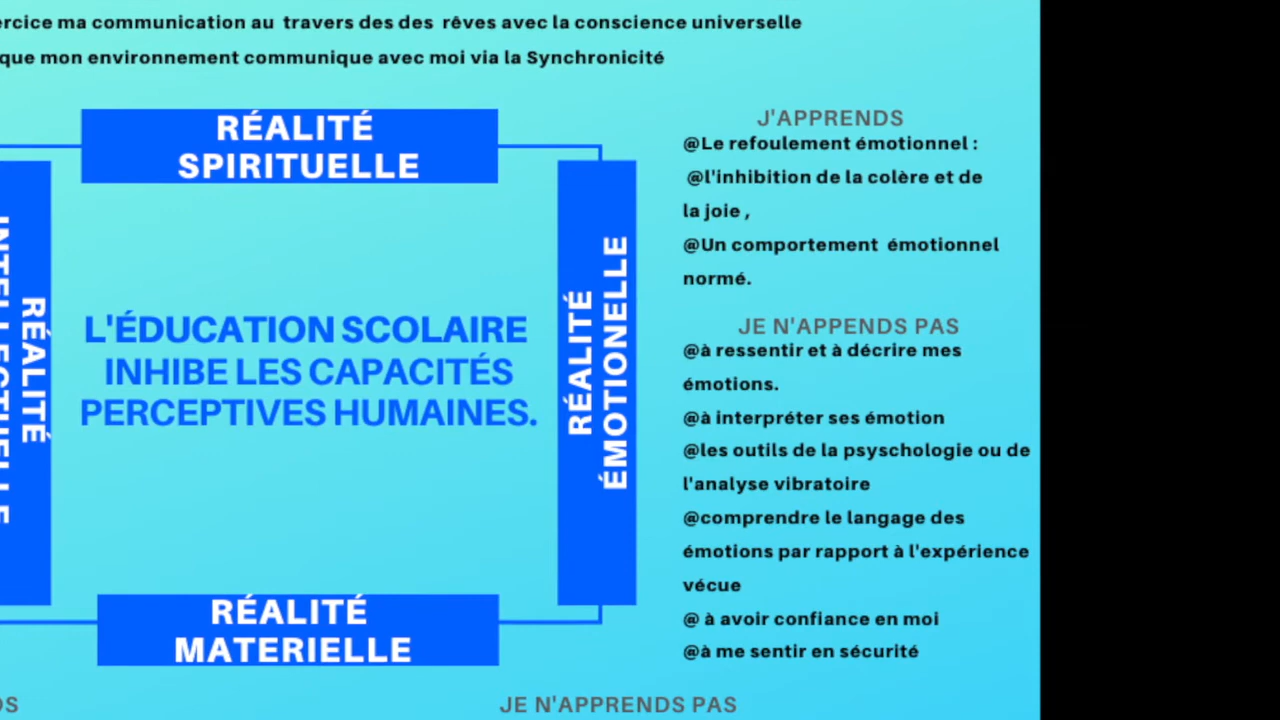 ercice ma communication au travers des des rêves avec la conscience universelle
que mon environnement communique avec moi via la Synchronicité
RÉALITÉ
SPIRITUELLE
RÉALITÉ
INTELLECTUELLE
L'ÉDUCATION SCOLAIRE
INHIBE LES CAPACITÉS
PERCEPTIVES HUMAINES.
RÉALITÉ
ÉMOTIONELLE
RÉALITÉ
MATERIELLE
J'APPRENDS
@Le refoulement émotionnel :
@l'inhibition de la colère et de
la joie ,
@Un comportement émotionnel
normé.
JE N'APPENDS PAS
@à ressentir et à décrire mes
émotions.
@à interpréter ses émotion
@les outils de la psyschologie ou de
l'analyse vibratoire
@comprendre le langage des
émotions par rapport à l'expérience
vécue
@ à avoir confiance en moi
@à me sentir en sécurité
DS
JE N'APPRENDS PAS